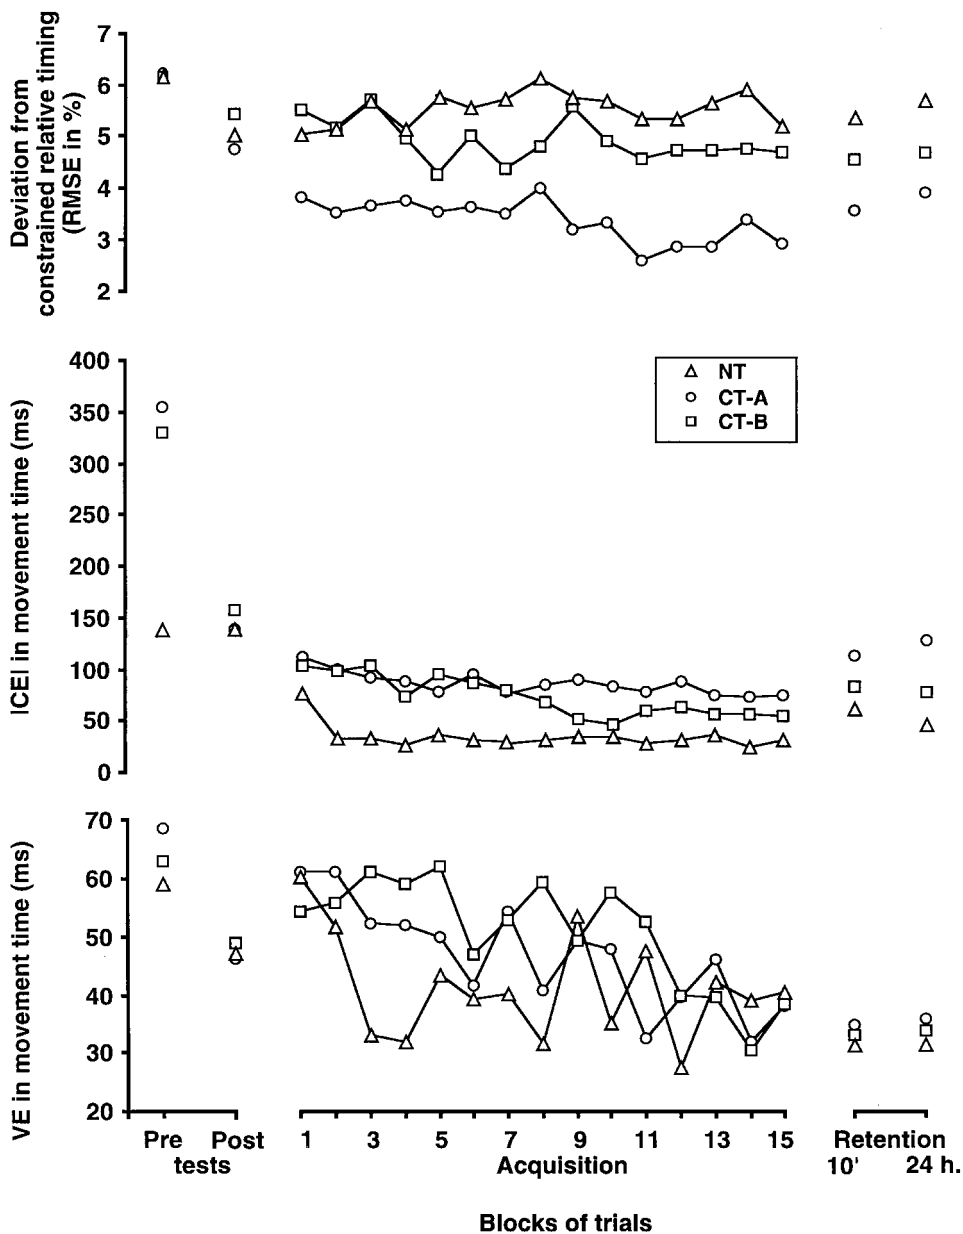 Deviation from
constrained relative timing
(RMSE in %)
7
6
5
4
3
2
|CE| in movement time (ms)
400
350
300
250
200
150
100
50
0
NT
CT-A
CT-B
VE in movement time (ms)
70
60
50
40
30
20
Pre Post
tests
1 3 5 7 9 11 13 15
Acquisition
Retention
10' 24 h.
Blocks of trials